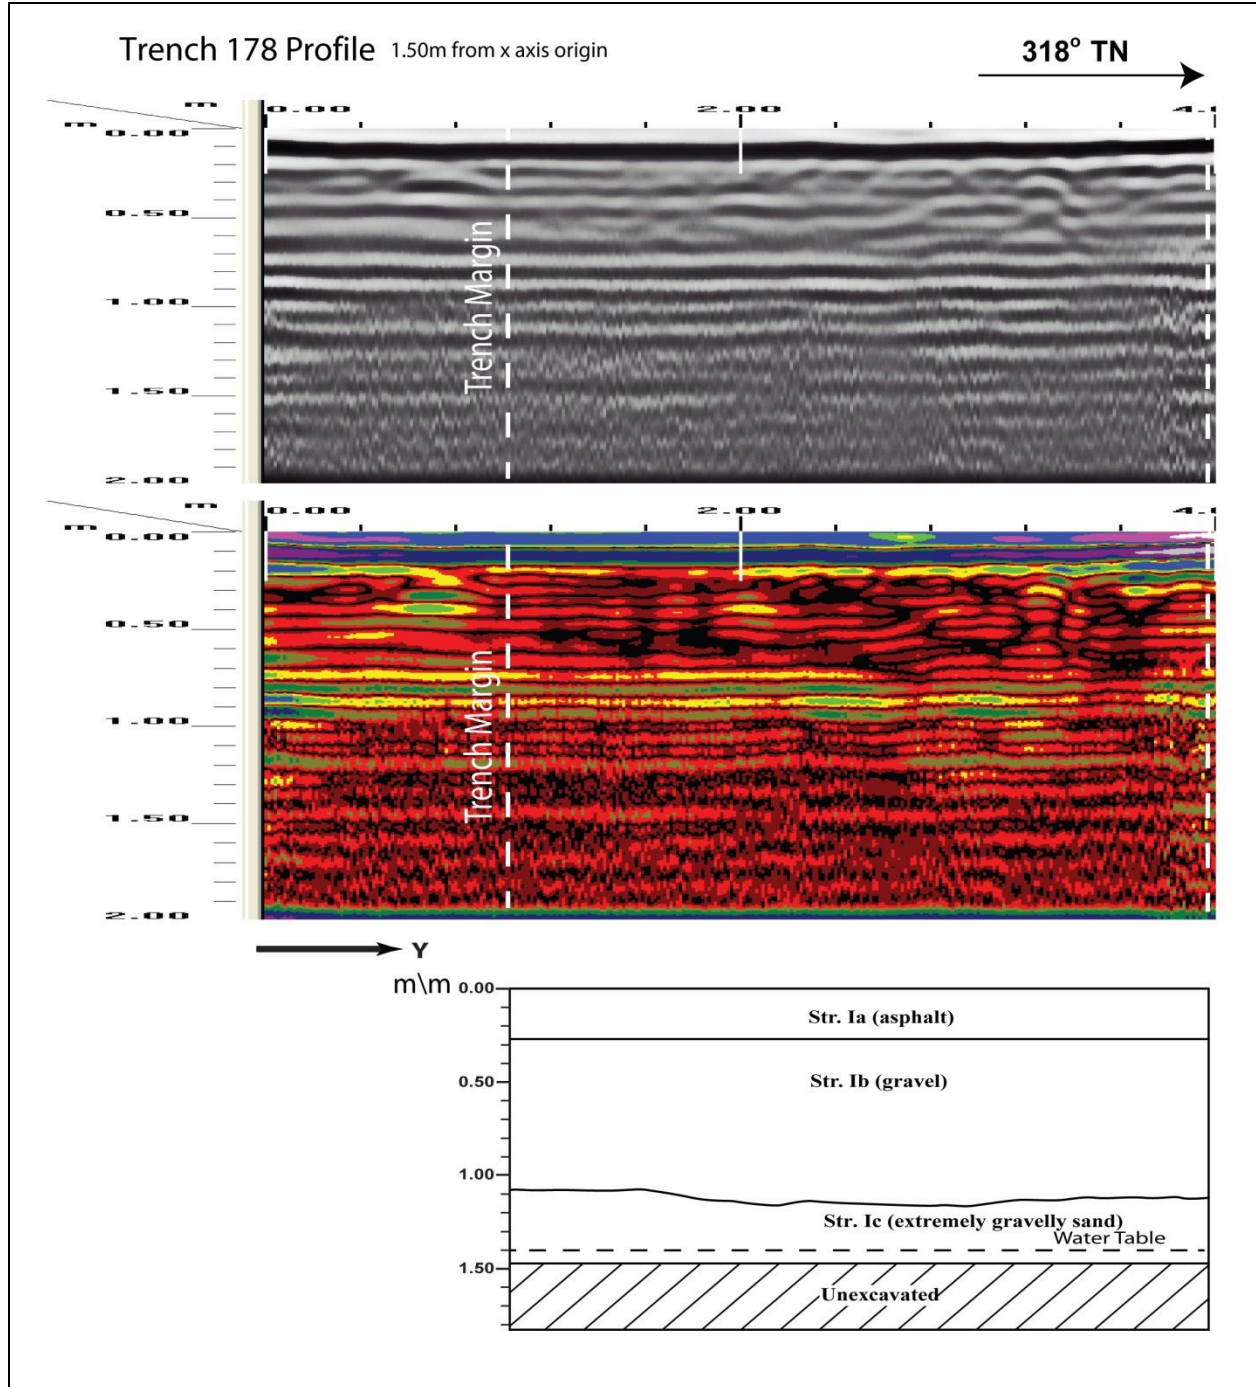 Trench 178 Profile 1.50m from x axis origin
318° TN
m 0.00 2.00 4.
m 0.00
0.50
1.00
1.50
2.00
Trench Margin
m 0.00 2.00 4.
m 0.00
0.50
1.00
1.50
2.00
Trench Margin
Y
m\m 0.00
0.50
1.00
1.50
Str. Ia (asphalt)
Str. Ib (gravel)
Str. Ic (extremely gravelly sand)
Water Table
Unexcavated